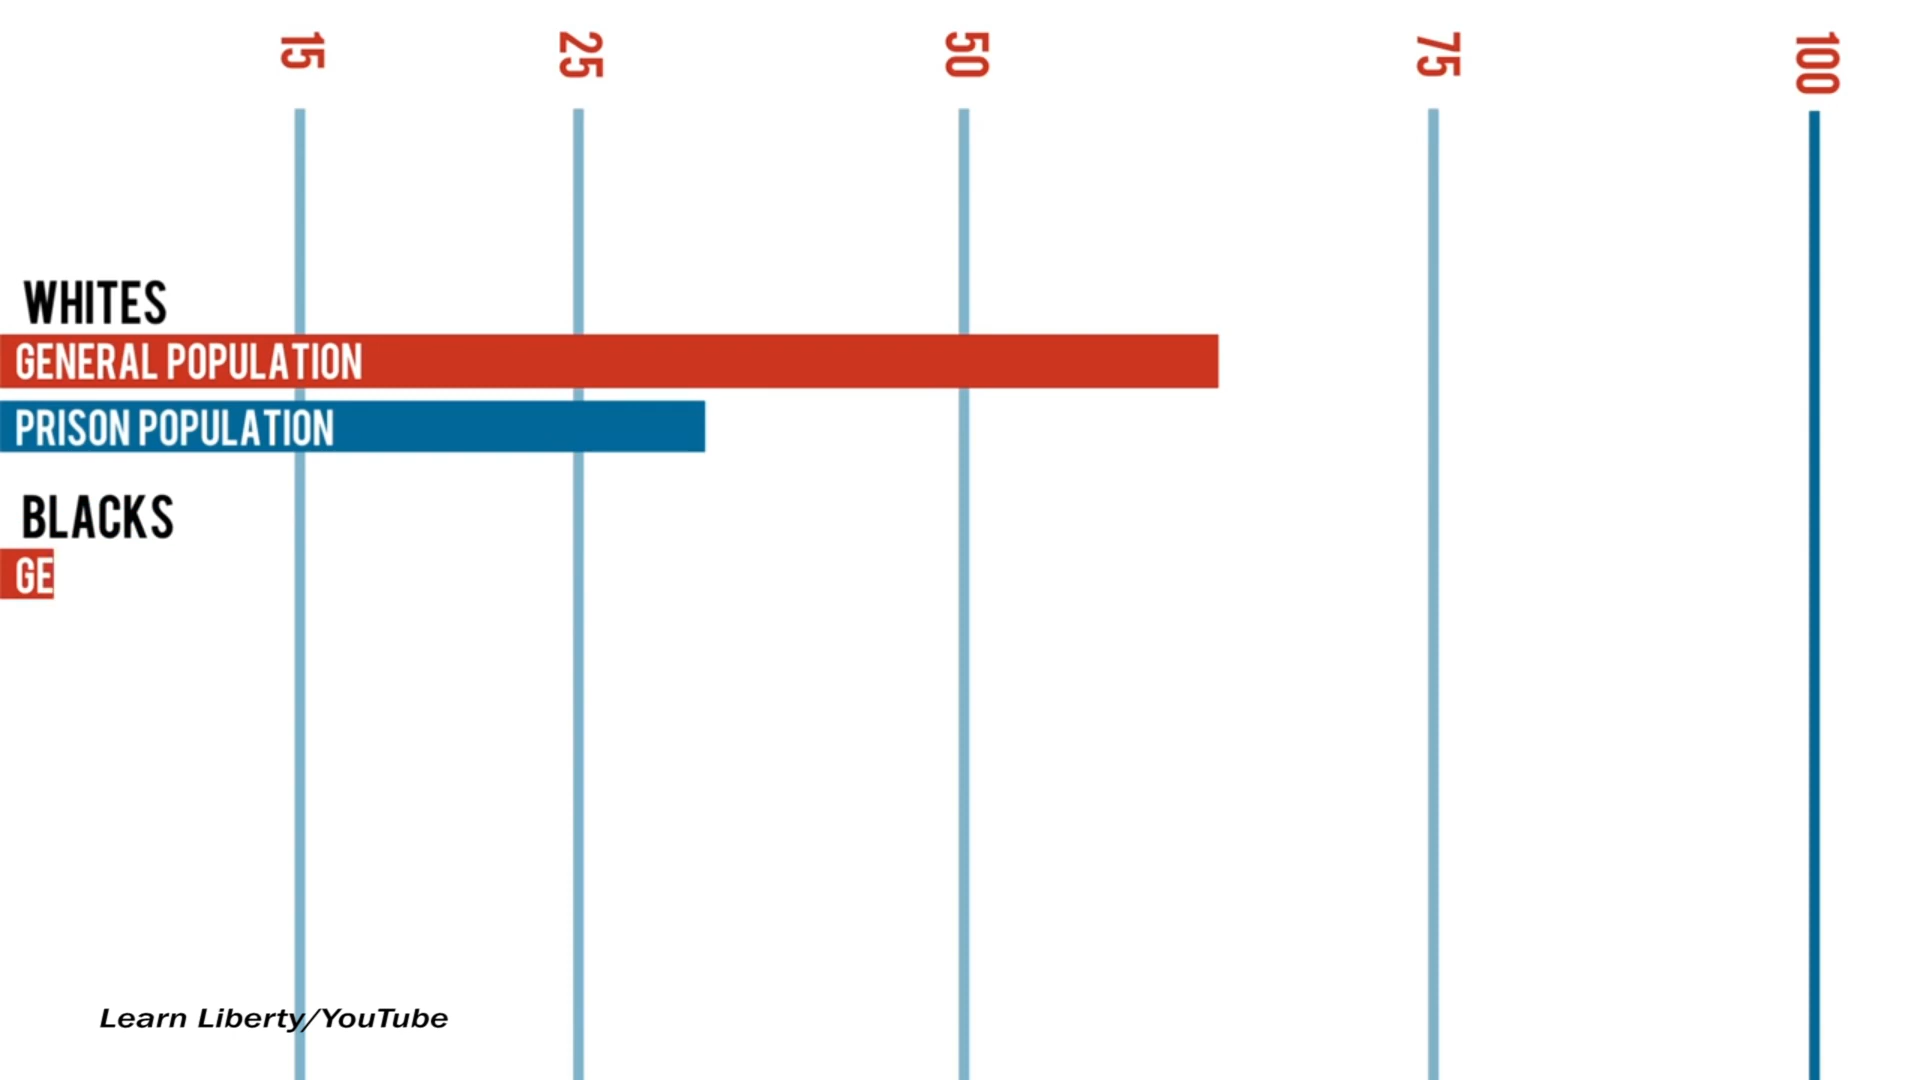 15
25
50
75
100
WHITES
GENERAL POPULATION
PRISON POPULATION
BLACKS
GE
Learn Liberty/YouTube